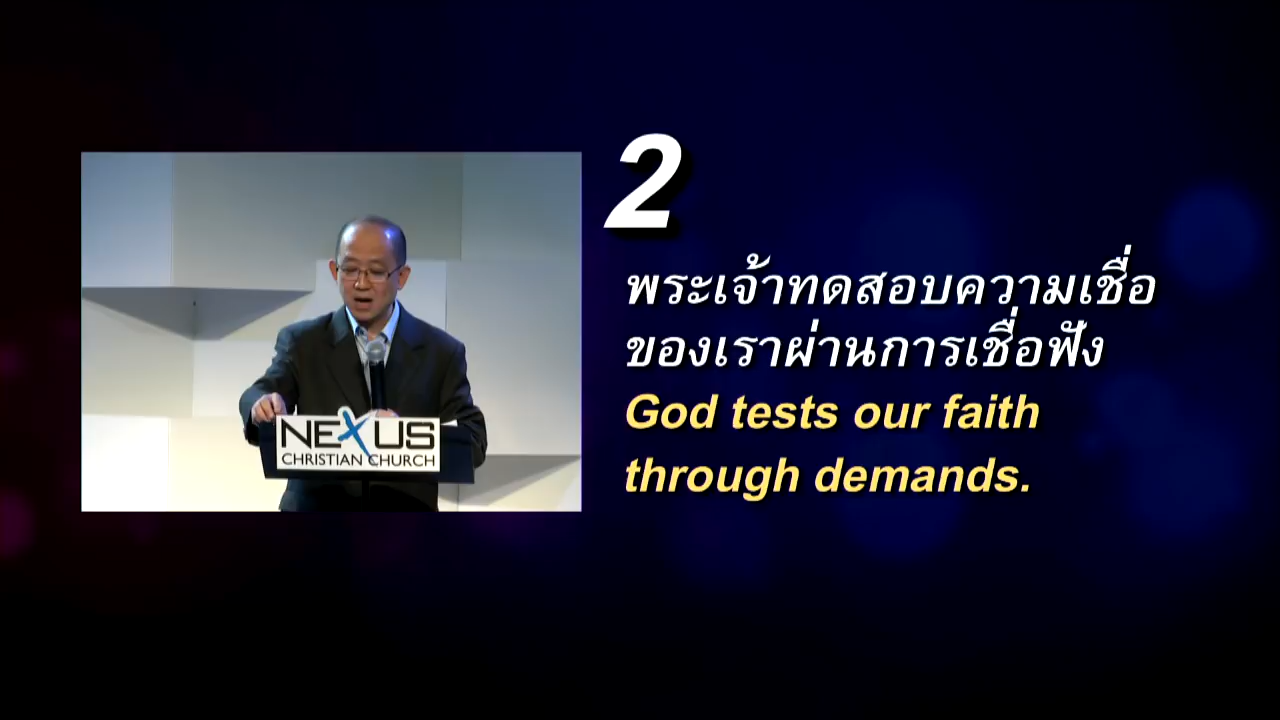 2
พระเจ้าทดสอบความเชื่อ
ของเราผ่านการเชื่อฟัง
God tests our faith
through demands.
NEXUS
CHRISTIAN CHURCH